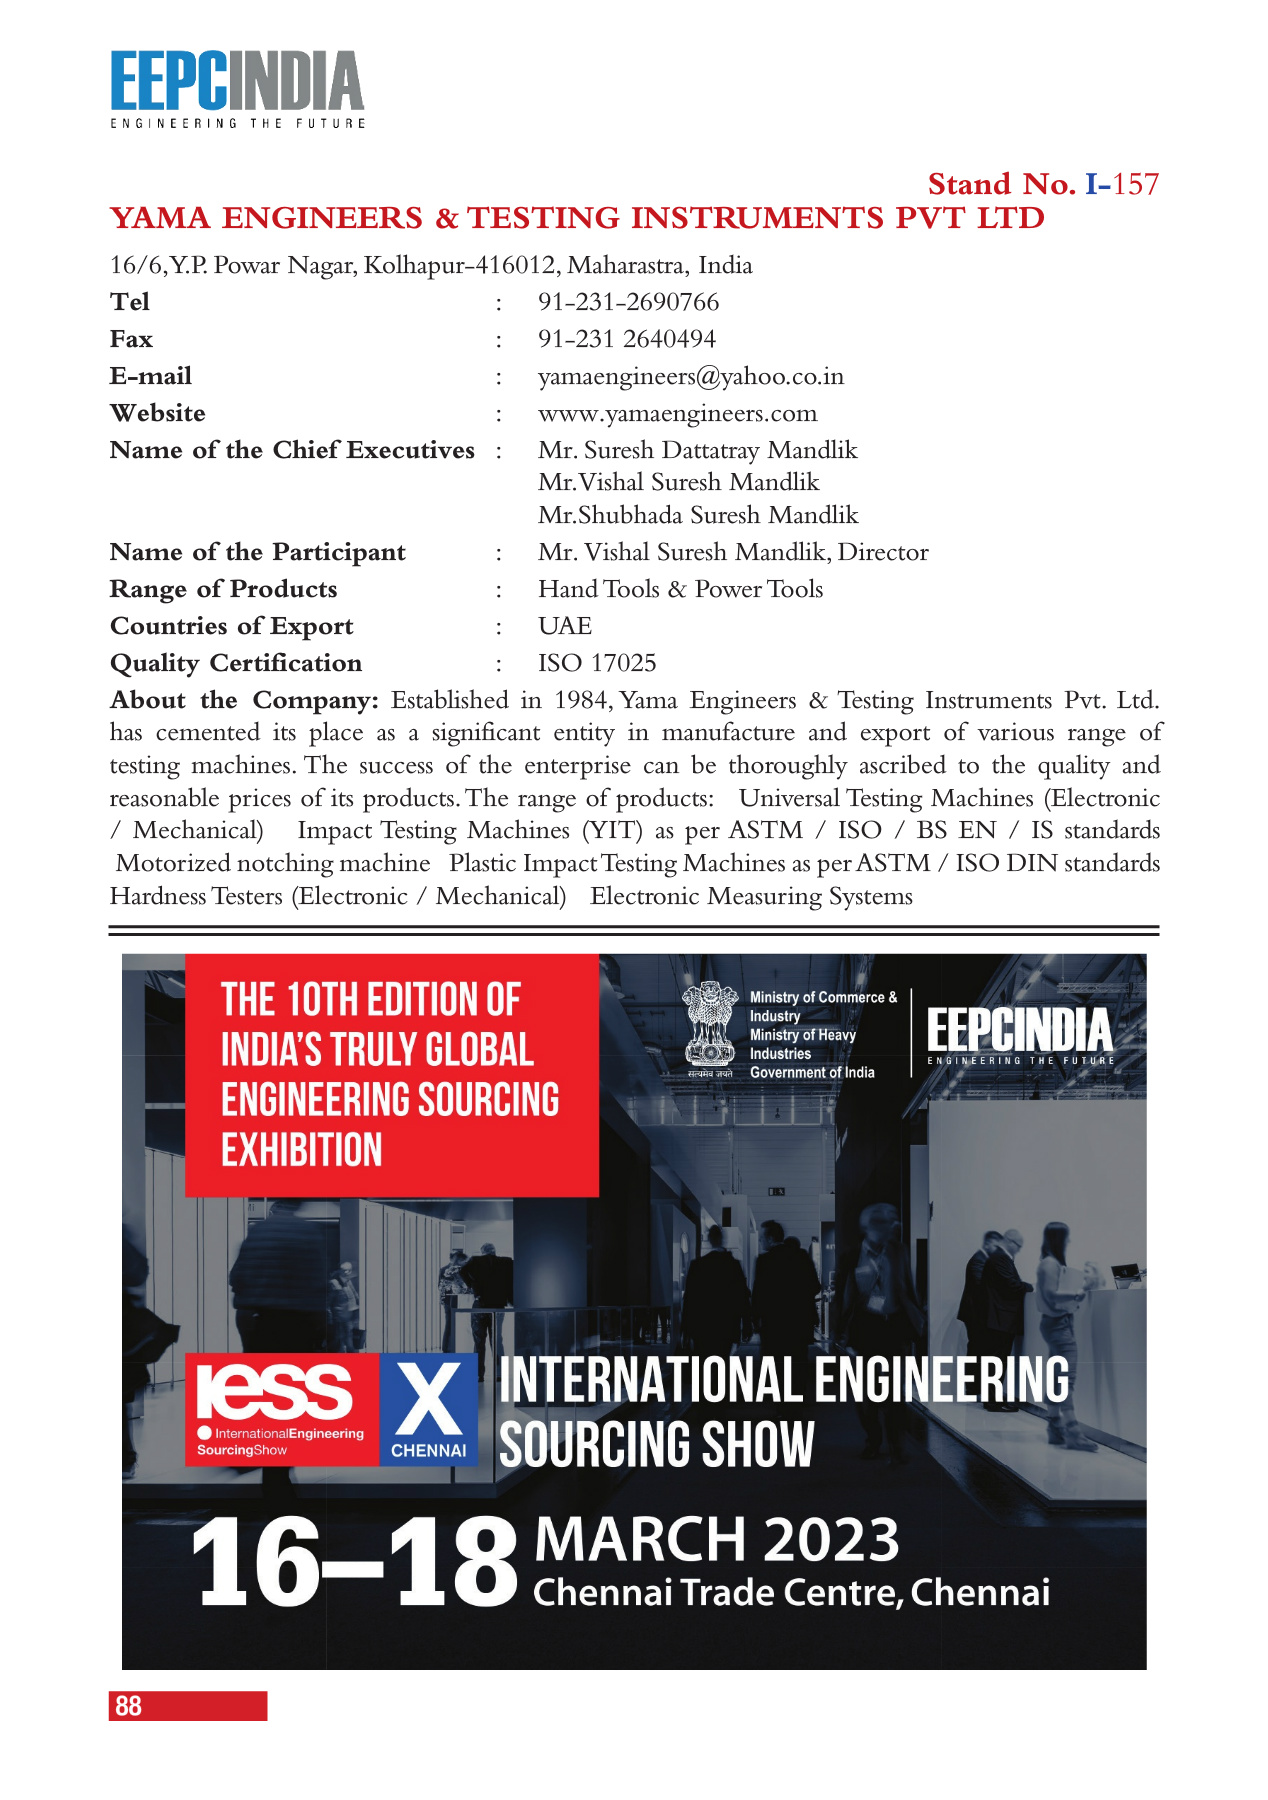 EEPCINDIA
ENGINEERING THE FUTURE
Stand No. I-157
YAMA ENGINEERS & TESTING INSTRUMENTS PVT LTD
16/6,Y.P. Powar Nagar, Kolhapur-416012, Maharastra, India
Tel : 91-231-2690766
Fax : 91-231 2640494
E-mail : yamaengineers@yahoo.co.in
Website : www.yamaengineers.com
Name of the Chief Executives : Mr. Suresh Dattatray Mandlik
Mr.Vishal Suresh Mandlik
Mr.Shubhada Suresh Mandlik
Name of the Participant : Mr. Vishal Suresh Mandlik, Director
Range of Products : Hand Tools & Power Tools
Countries of Export : UAE
Quality Certification : ISO 17025
About the Company: Established in 1984, Yama Engineers & Testing Instruments Pvt. Ltd.
has cemented its place as a significant entity in manufacture and export of various range of
testing machines. The success of the enterprise can be thoroughly ascribed to the quality and
reasonable prices of its products. The range of products: Universal Testing Machines (Electronic
/ Mechanical) Impact Testing Machines (YIT) as per ASTM / ISO / BS EN / IS standards
Motorized notching machine Plastic Impact Testing Machines as per ASTM / ISO DIN standards
Hardness Testers (Electronic / Mechanical) Electronic Measuring Systems
THE 10TH EDITION OF
INDIA'S TRULY GLOBAL
ENGINEERING SOURCING
EXHIBITION
सत्यमेव जयते
Ministry of Commerce &
Industry
Ministry of Heavy
Industries
Government of India
EEPCINDIA
ENGINEERING THE FUTURE
iess
InternationalEngineering
SourcingShow
X
CHENNAI
INTERNATIONAL ENGINEERING
SOURCING SHOW
16–18 MARCH 2023
Chennai Trade Centre, Chennai
88